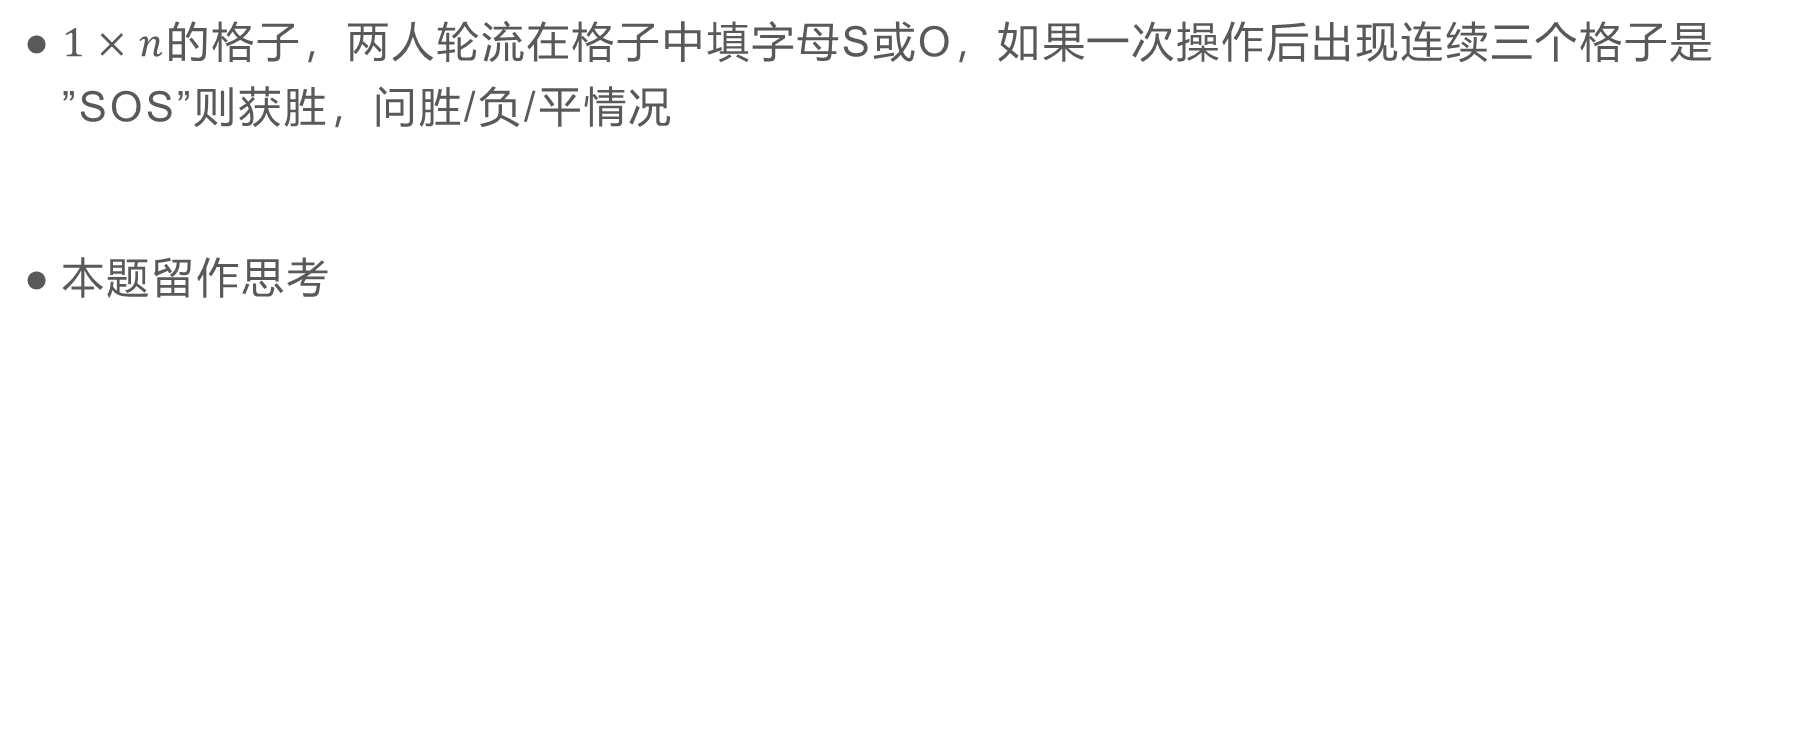 ● 1 × n的格子，两人轮流在格子中填字母S或O，如果一次操作后出现连续三个格子是
”SOS”则获胜，问胜/负/平情况
● 本题留作思考